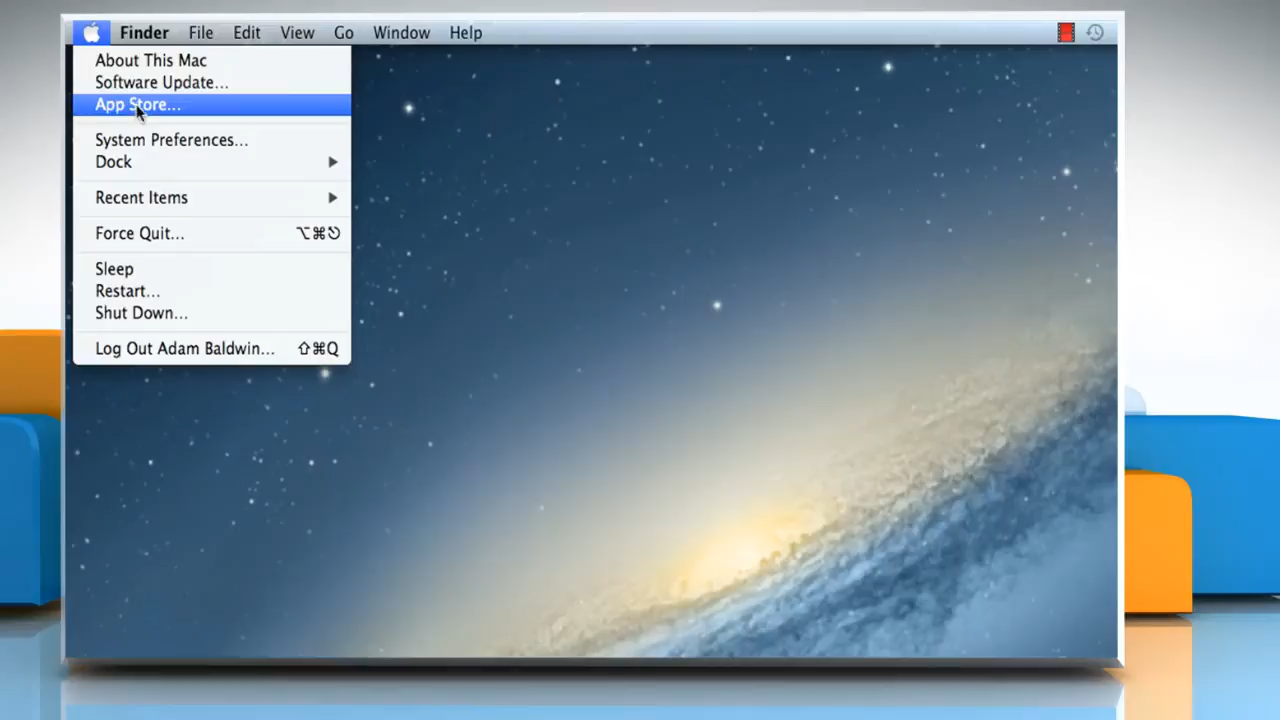 Finder File Edit View Go Window Help
About This Mac
Software Update...
App Store...
System Preferences...
Dock
Recent Items
Force Quit... ⌥⌘⎋
Sleep
Restart...
Shut Down...
Log Out Adam Baldwin... ⇧⌘Q